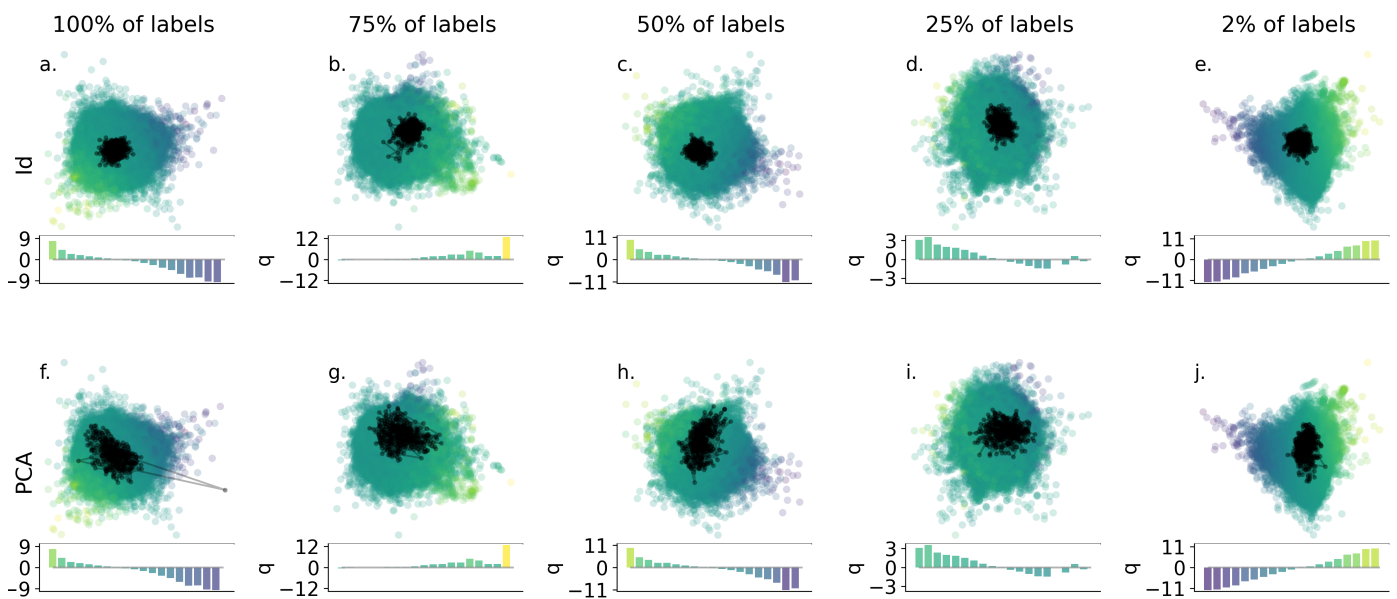 100% of labels 75% of labels 50% of labels 25% of labels 2% of labels
a. b. c. d. e.
Id
9 12 11 3 11
0 q 0 q 0 q 0 q 0
−9 −12 −11 −3 −11
f. g. h. i. j.
PCA
9 12 11 3 11
0 q 0 q 0 q 0 q 0
−9 −12 −11 −3 −11